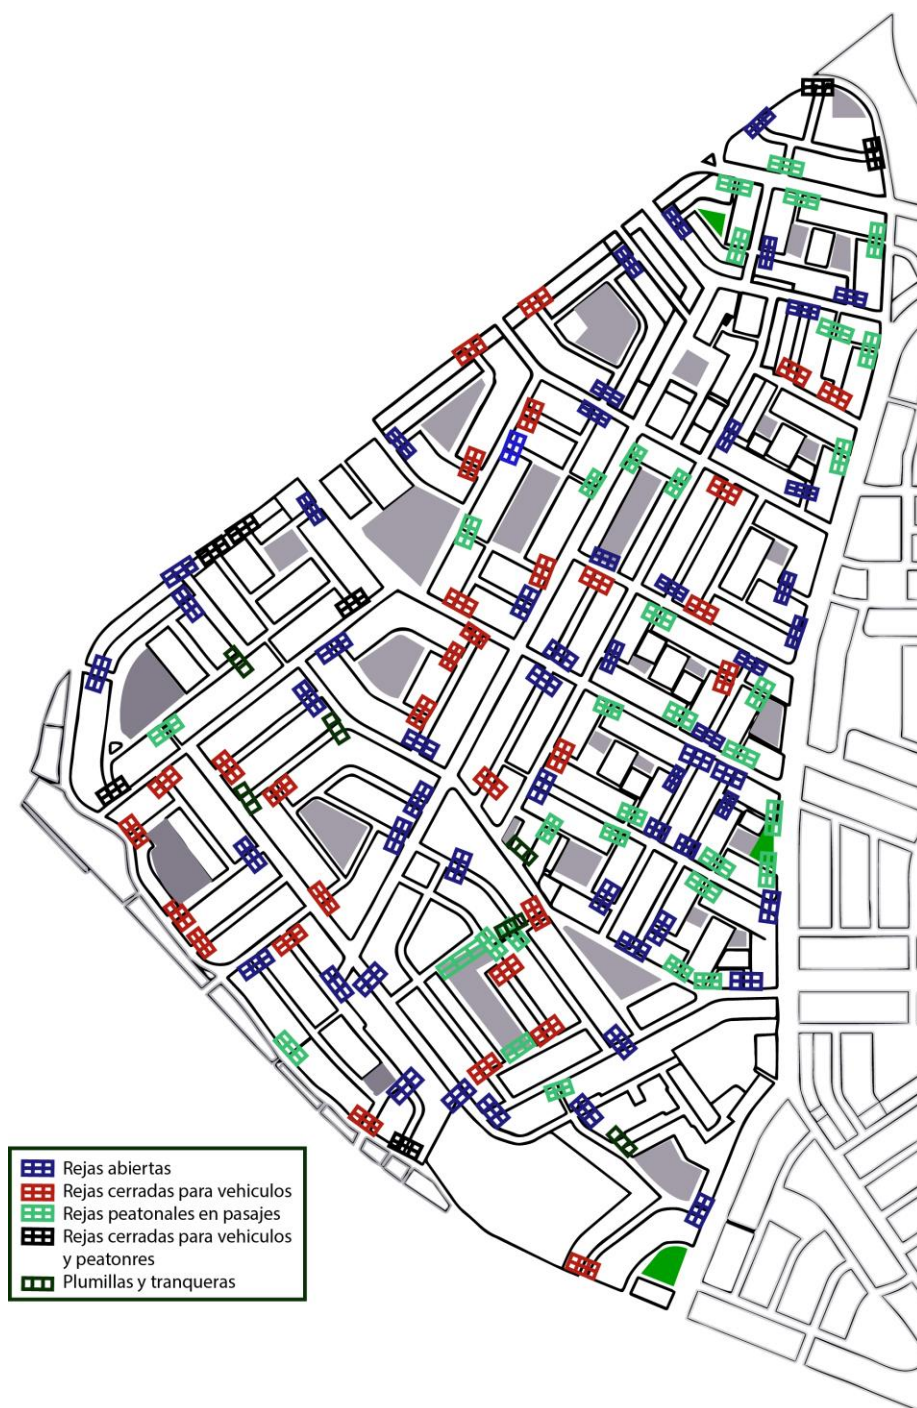 Rejas abiertas
Rejas cerradas para vehiculos
Rejas peatonales en pasajes
Rejas cerradas para vehiculos
y peatonres
Plumillas y tranqueras